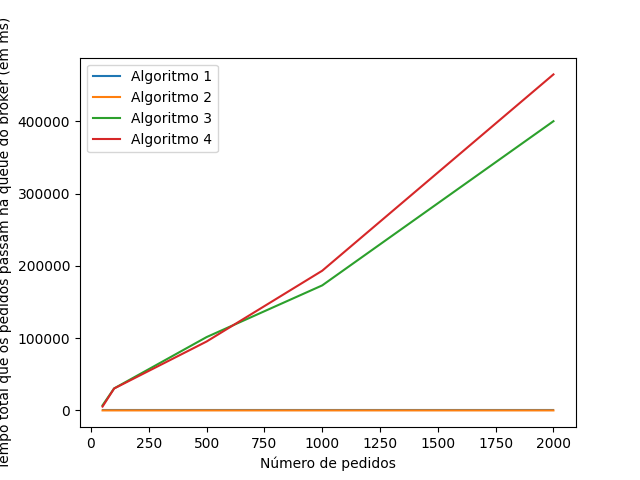 Algoritmo 1
Algoritmo 2
Algoritmo 3
Algoritmo 4
400000
300000
200000
100000
0
0 250 500 750 1000 1250 1500 1750 2000
Número de pedidos
Tempo total que os pedidos passam na queue do broker (em ms)